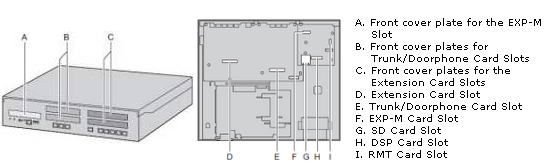 A
B
C
D
E
F
G
H
I
A. Front cover plate for the EXP-M
Slot
B. Front cover plates for
Trunk/Doorphone Card Slots
C. Front cover plates for the
Extension Card Slots
D. Extension Card Slot
E. Trunk/Doorphone Card Slot
F. EXP-M Card Slot
G. SD Card Slot
H. DSP Card Slot
I. RMT Card Slot